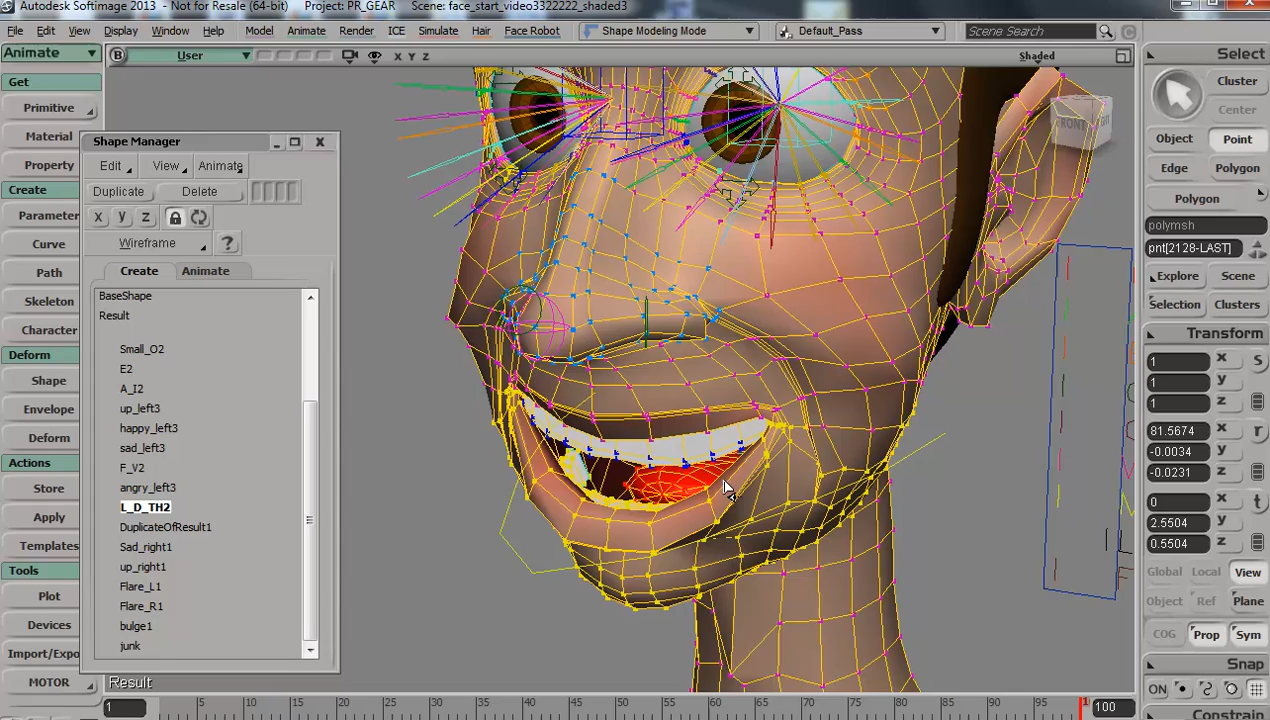 Autodesk Softimage 2013 - Not for Resale (64-bit) Project: PR_GEAR Scene: face_start_video3322222_shaded3
File Edit View Display Window Help Model Animate Render ICE Simulate Hair Face Robot Shape Modeling Mode Default_Pass Scene Search
Animate
B User X Y Z Shaded
Get
Primitive
Material
Property
Create
Parameter
Curve
Path
Skeleton
Character
Deform
Shape
Envelope
Deform
Actions
Store
Apply
Templates
Tools
Plot
Devices
Import/Expo
MOTOR
Shape Manager
Edit View Animate
Duplicate Delete
x y z
Wireframe ?
Create Animate
BaseShape
Result
Small_O2
E2
A_I2
up_left3
happy_left3
sad_left3
F_V2
angry_left3
L_D_TH2
DuplicateOfResult1
Sad_right1
up_right1
Flare_L1
Flare_R1
bulge1
junk
FRONT
Result
Select
Cluster
Center
Object Point
Edge Polygon
Polygon
polymsh
pnt[2128-LAST]
Explore Scene
Selection Clusters
Transform
1 x s
1 y
1 z
81.5674 x r
-0.0034 y
-0.0231 z
0 x t
2.5504 y
0.5504 z
Global Local View
Object Ref Plane
COG Prop Sym
Snap
ON
Constrain
1 5 10 15 20 25 30 35 40 45 50 55 60 65 70 75 80 85 90 95 100